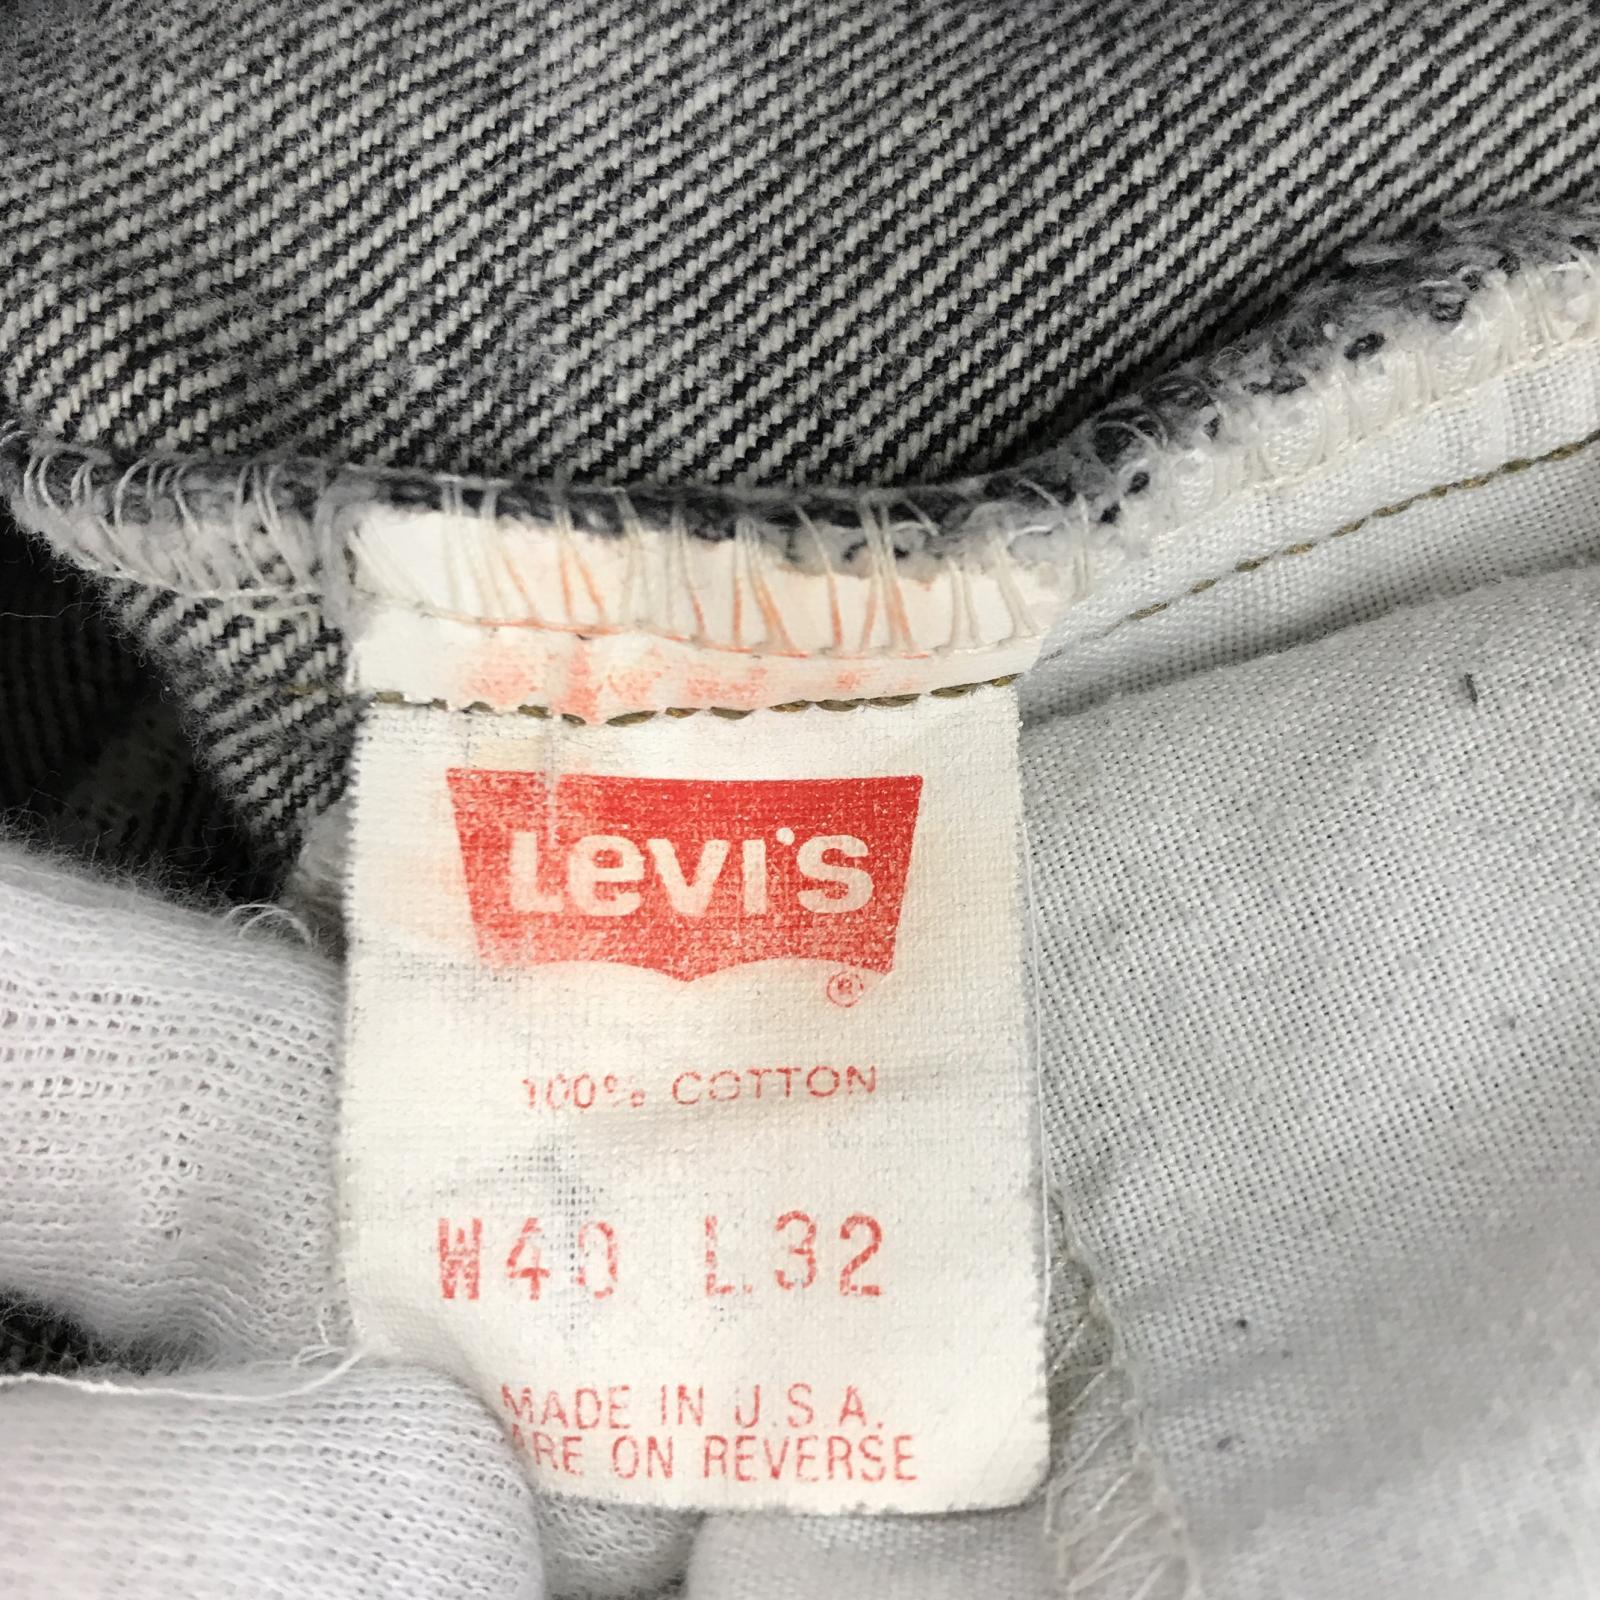 Levi's
®
100% COTTON
W40 L32
MADE IN U.S.A.
ARE ON REVERSE